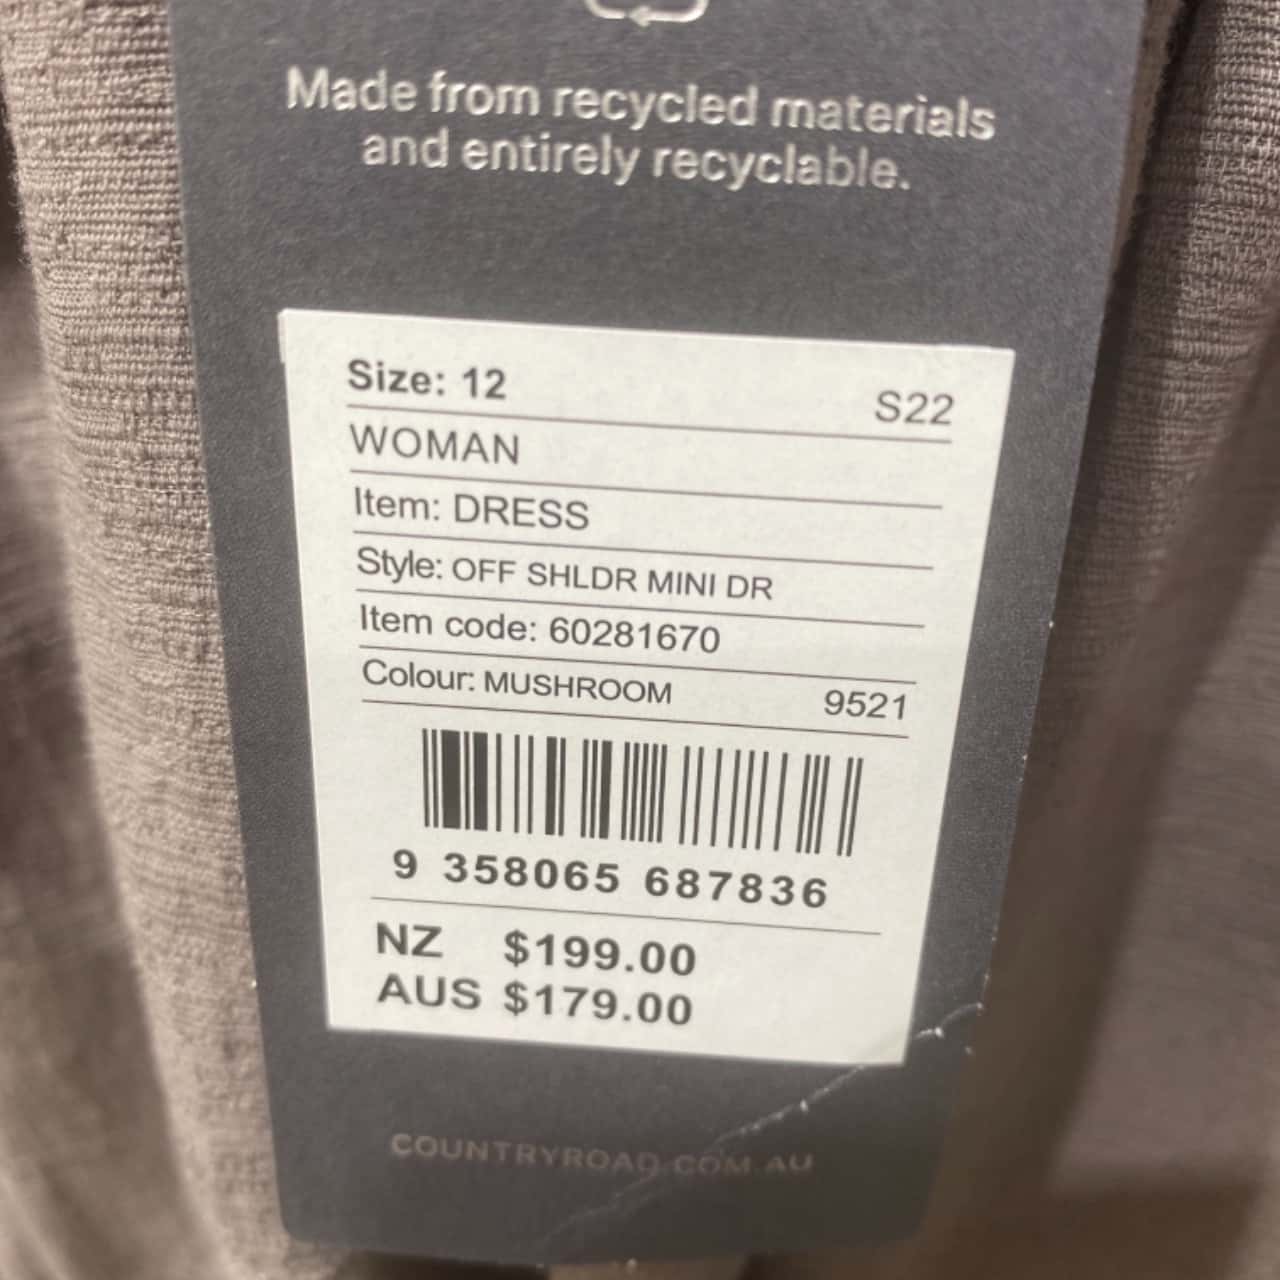 Made from recycled materials
and entirely recyclable.
Size: 12 S22
WOMAN
Item: DRESS
Style: OFF SHLDR MINI DR
Item code: 60281670
Colour: MUSHROOM 9521
9 358065 687836
NZ $199.00
AUS $179.00
COUNTRYROAD.COM.AU